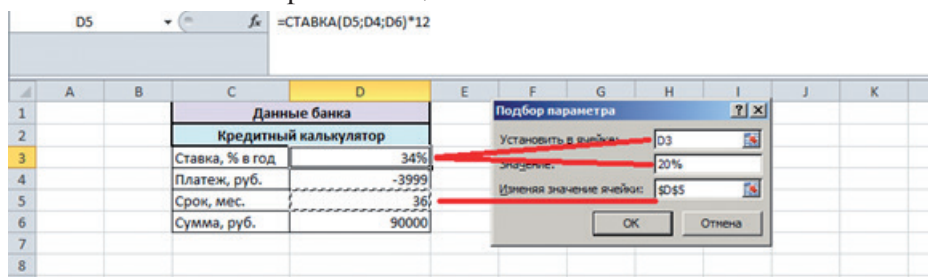 D5 fx =СТАВКА(D5;D4;D6)*12
A B C D E F G H I J K
1 Данные банка Подбор параметра
2 Кредитный калькулятор Установить в ячейке: D3
3 Ставка, % в год 34% Значение: 20%
4 Платеж, руб. -3999
5 Срок, мес. 36 Изменяя значение ячейки: $D$5
6 Сумма, руб. 90000 ОК Отмена
7
8